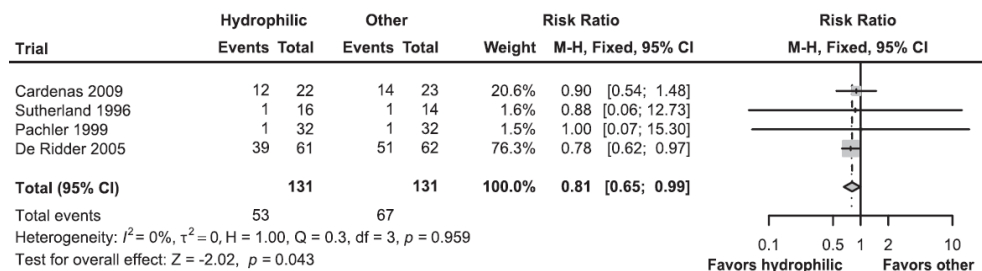 Hydrophilic Other Risk Ratio Risk Ratio
Trial Events Total Events Total Weight M-H, Fixed, 95% CI M-H, Fixed, 95% CI
Cardenas 2009 12 22 14 23 20.6% 0.90 [0.54; 1.48]
Sutherland 1996 1 16 1 14 1.6% 0.88 [0.06; 12.73]
Pachler 1999 1 32 1 32 1.5% 1.00 [0.07; 15.30]
De Ridder 2005 39 61 51 62 76.3% 0.78 [0.62; 0.97]
Total (95% CI) 131 131 100.0% 0.81 [0.65; 0.99]
Total events 53 67
Heterogeneity: I² = 0%, τ² = 0, H = 1.00, Q = 0.3, df = 3, p = 0.959
Test for overall effect: Z = -2.02, p = 0.043
0.1 0.5 1 2 10
Favors hydrophilic Favors other